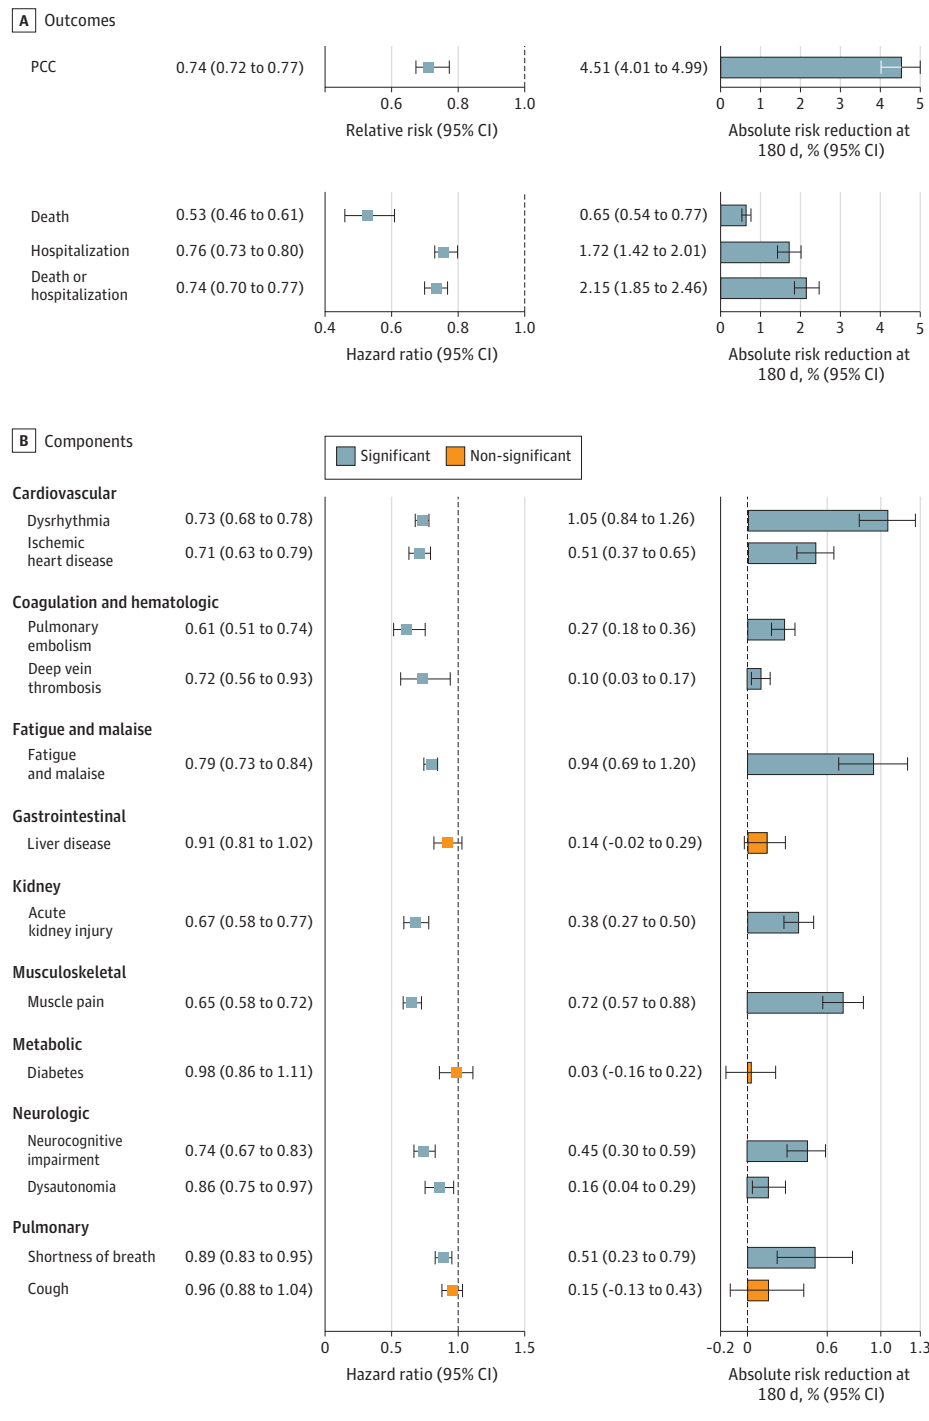 A Outcomes
PCC 0.74 (0.72 to 0.77) 4.51 (4.01 to 4.99)
0.6 0.8 1.0 0 1 2 3 4 5
Relative risk (95% CI) Absolute risk reduction at
180 d, % (95% CI)
Death 0.53 (0.46 to 0.61) 0.65 (0.54 to 0.77)
Hospitalization 0.76 (0.73 to 0.80) 1.72 (1.42 to 2.01)
Death or
hospitalization 0.74 (0.70 to 0.77) 2.15 (1.85 to 2.46)
0.4 0.6 0.8 1.0 0 1 2 3 4 5
Hazard ratio (95% CI) Absolute risk reduction at
180 d, % (95% CI)
B Components
Significant Non-significant
Cardiovascular
Dysrhythmia 0.73 (0.68 to 0.78) 1.05 (0.84 to 1.26)
Ischemic
heart disease 0.71 (0.63 to 0.79) 0.51 (0.37 to 0.65)
Coagulation and hematologic
Pulmonary
embolism 0.61 (0.51 to 0.74) 0.27 (0.18 to 0.36)
Deep vein
thrombosis 0.72 (0.56 to 0.93) 0.10 (0.03 to 0.17)
Fatigue and malaise
Fatigue
and malaise 0.79 (0.73 to 0.84) 0.94 (0.69 to 1.20)
Gastrointestinal
Liver disease 0.91 (0.81 to 1.02) 0.14 (-0.02 to 0.29)
Kidney
Acute
kidney injury 0.67 (0.58 to 0.77) 0.38 (0.27 to 0.50)
Musculoskeletal
Muscle pain 0.65 (0.58 to 0.72) 0.72 (0.57 to 0.88)
Metabolic
Diabetes 0.98 (0.86 to 1.11) 0.03 (-0.16 to 0.22)
Neurologic
Neurocognitive
impairment 0.74 (0.67 to 0.83) 0.45 (0.30 to 0.59)
Dysautonomia 0.86 (0.75 to 0.97) 0.16 (0.04 to 0.29)
Pulmonary
Shortness of breath 0.89 (0.83 to 0.95) 0.51 (0.23 to 0.79)
Cough 0.96 (0.88 to 1.04) 0.15 (-0.13 to 0.43)
0 0.5 1.0 1.5 -0.2 0 0.6 1.0 1.3
Hazard ratio (95% CI) Absolute risk reduction at
180 d, % (95% CI)